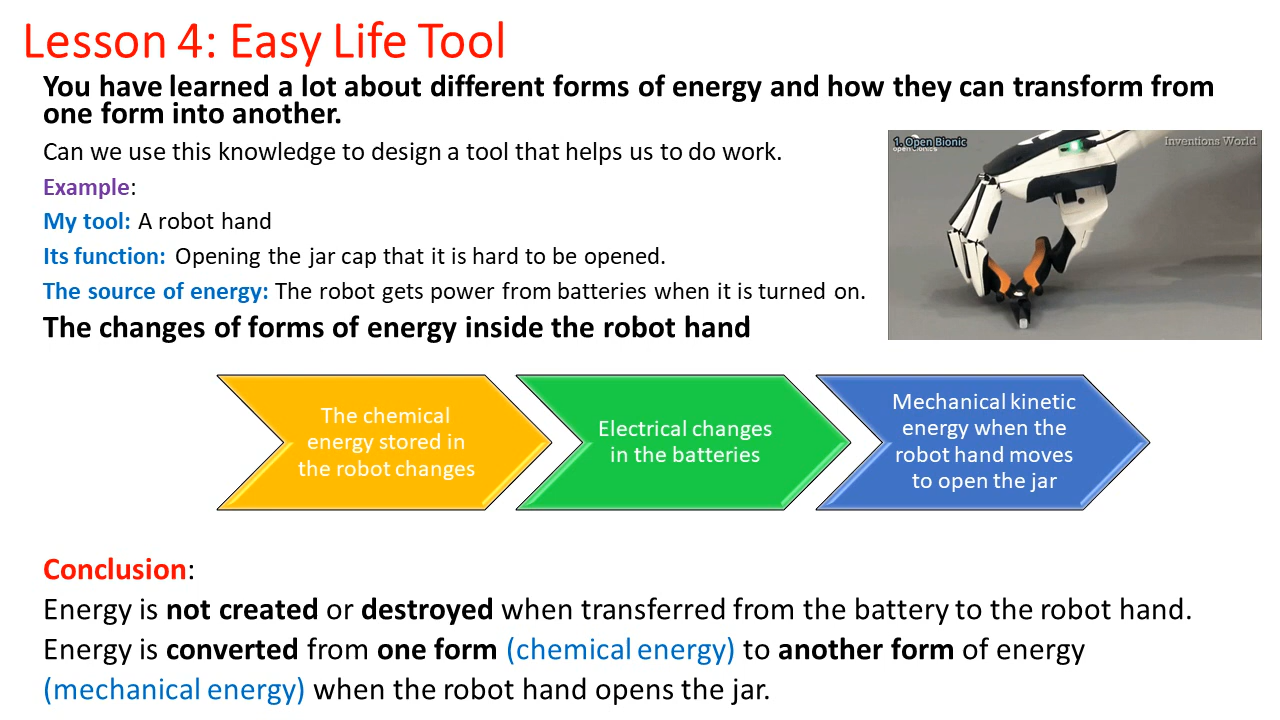 Lesson 4: Easy Life Tool
You have learned a lot about different forms of energy and how they can transform from
one form into another.
Can we use this knowledge to design a tool that helps us to do work.
Example:
My tool: A robot hand
Its function: Opening the jar cap that it is hard to be opened.
The source of energy: The robot gets power from batteries when it is turned on.
1. Open Bionic
open bionics
Inventions World
The changes of forms of energy inside the robot hand
The chemical
energy stored in
the robot changes
Electrical changes
in the batteries
Mechanical kinetic
energy when the
robot hand moves
to open the jar
Conclusion:
Energy is not created or destroyed when transferred from the battery to the robot hand.
Energy is converted from one form (chemical energy) to another form of energy
(mechanical energy) when the robot hand opens the jar.